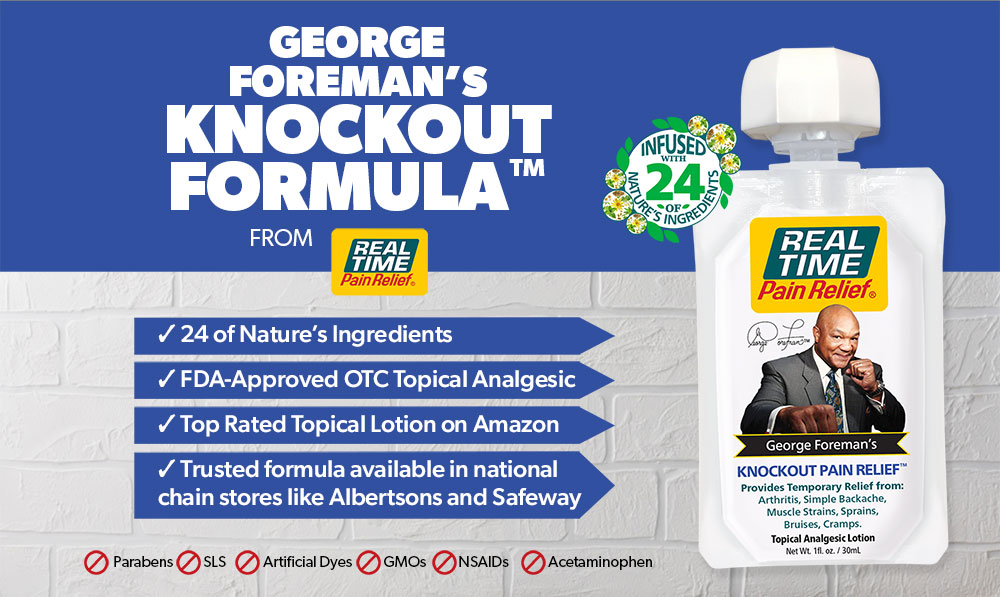 GEORGE
FOREMAN’S
KNOCKOUT
FORMULA™
FROM
REAL
TIME
Pain Relief®
✓ 24 of Nature’s Ingredients
✓ FDA-Approved OTC Topical Analgesic
✓ Top Rated Topical Lotion on Amazon
✓ Trusted formula available in national
chain stores like Albertsons and Safeway
Parabens SLS Artificial Dyes GMOs NSAIDs Acetaminophen
INFUSED
WITH
24
OF
NATURE’S INGREDIENTS
REAL
TIME
Pain Relief®
George Foreman™
George Foreman’s
KNOCKOUT PAIN RELIEF™
Provides Temporary Relief from:
Arthritis, Simple Backache,
Muscle Strains, Sprains,
Bruises, Cramps.
Topical Analgesic Lotion
Net Wt. 1fl. oz. / 30mL